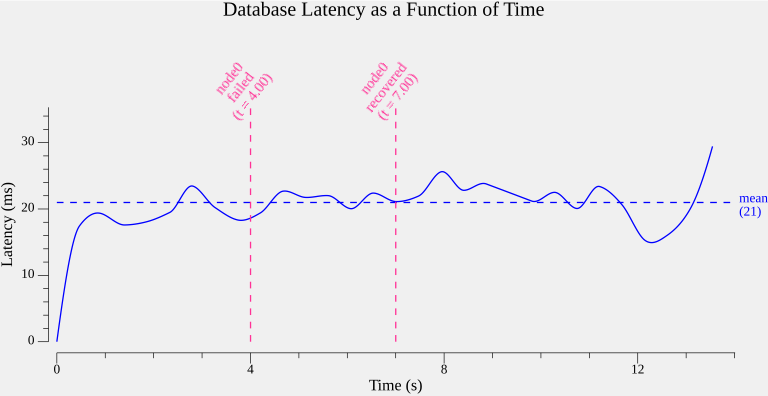 Database Latency as a Function of Time
node0
failed
(t = 4.00)
node0
recovered
(t = 7.00)
30
20
10
0
Latency (ms)
mean
(21)
0
4
8
12
Time (s)